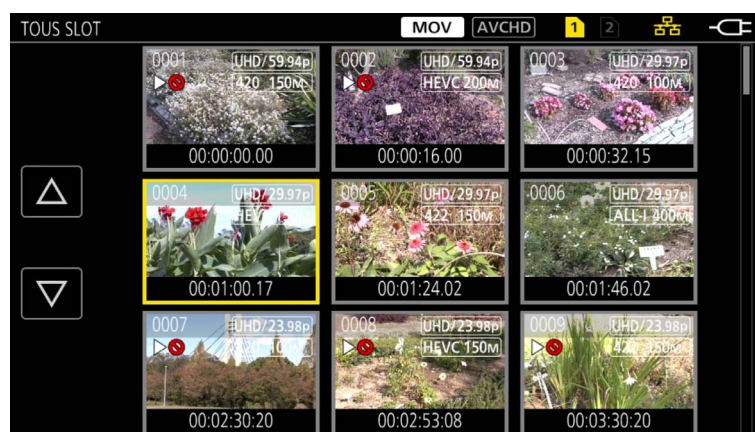 TOUS SLOT MOV AVCHD 1 2
0001 UHD/59.94p
420 150M
00:00:00.00
0002 UHD/59.94p
HEVC 200M
00:00:16.00
0003 UHD/29.97p
420 100M
00:00:32.15
0004 UHD/29.97p
HEVC
00:01:00.17
0005 UHD/29.97p
422 150M
00:01:24.02
0006 UHD/29.97p
ALL-I 400M
00:01:46.02
0007 UHD/23.98p
00:02:30:20
0008 UHD/23.98p
HEVC 150M
00:02:53:08
0009 UHD/23.98p
422 150M
00:03:30:20